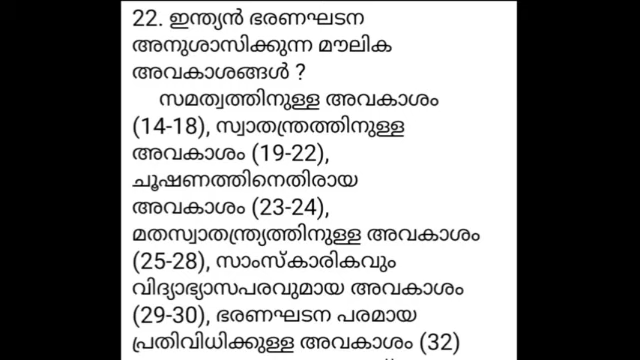 22. ഇന്ത്യൻ ഭരണഘടന
അനുശാസിക്കുന്ന മൗലിക
അവകാശങ്ങൾ ?
സമത്വത്തിനുള്ള അവകാശം
(14-18), സ്വാതന്ത്രത്തിനുള്ള
അവകാശം (19-22),
ചൂഷണത്തിനെതിരായ
അവകാശം (23-24),
മതസ്വാതന്ത്ര്യത്തിനുള്ള അവകാശം
(25-28), സാംസ്കാരികവും
വിദ്യാഭ്യാസപരവുമായ അവകാശം
(29-30), ഭരണഘടന പരമായ
പ്രതിവിധിക്കുള്ള അവകാശം (32)